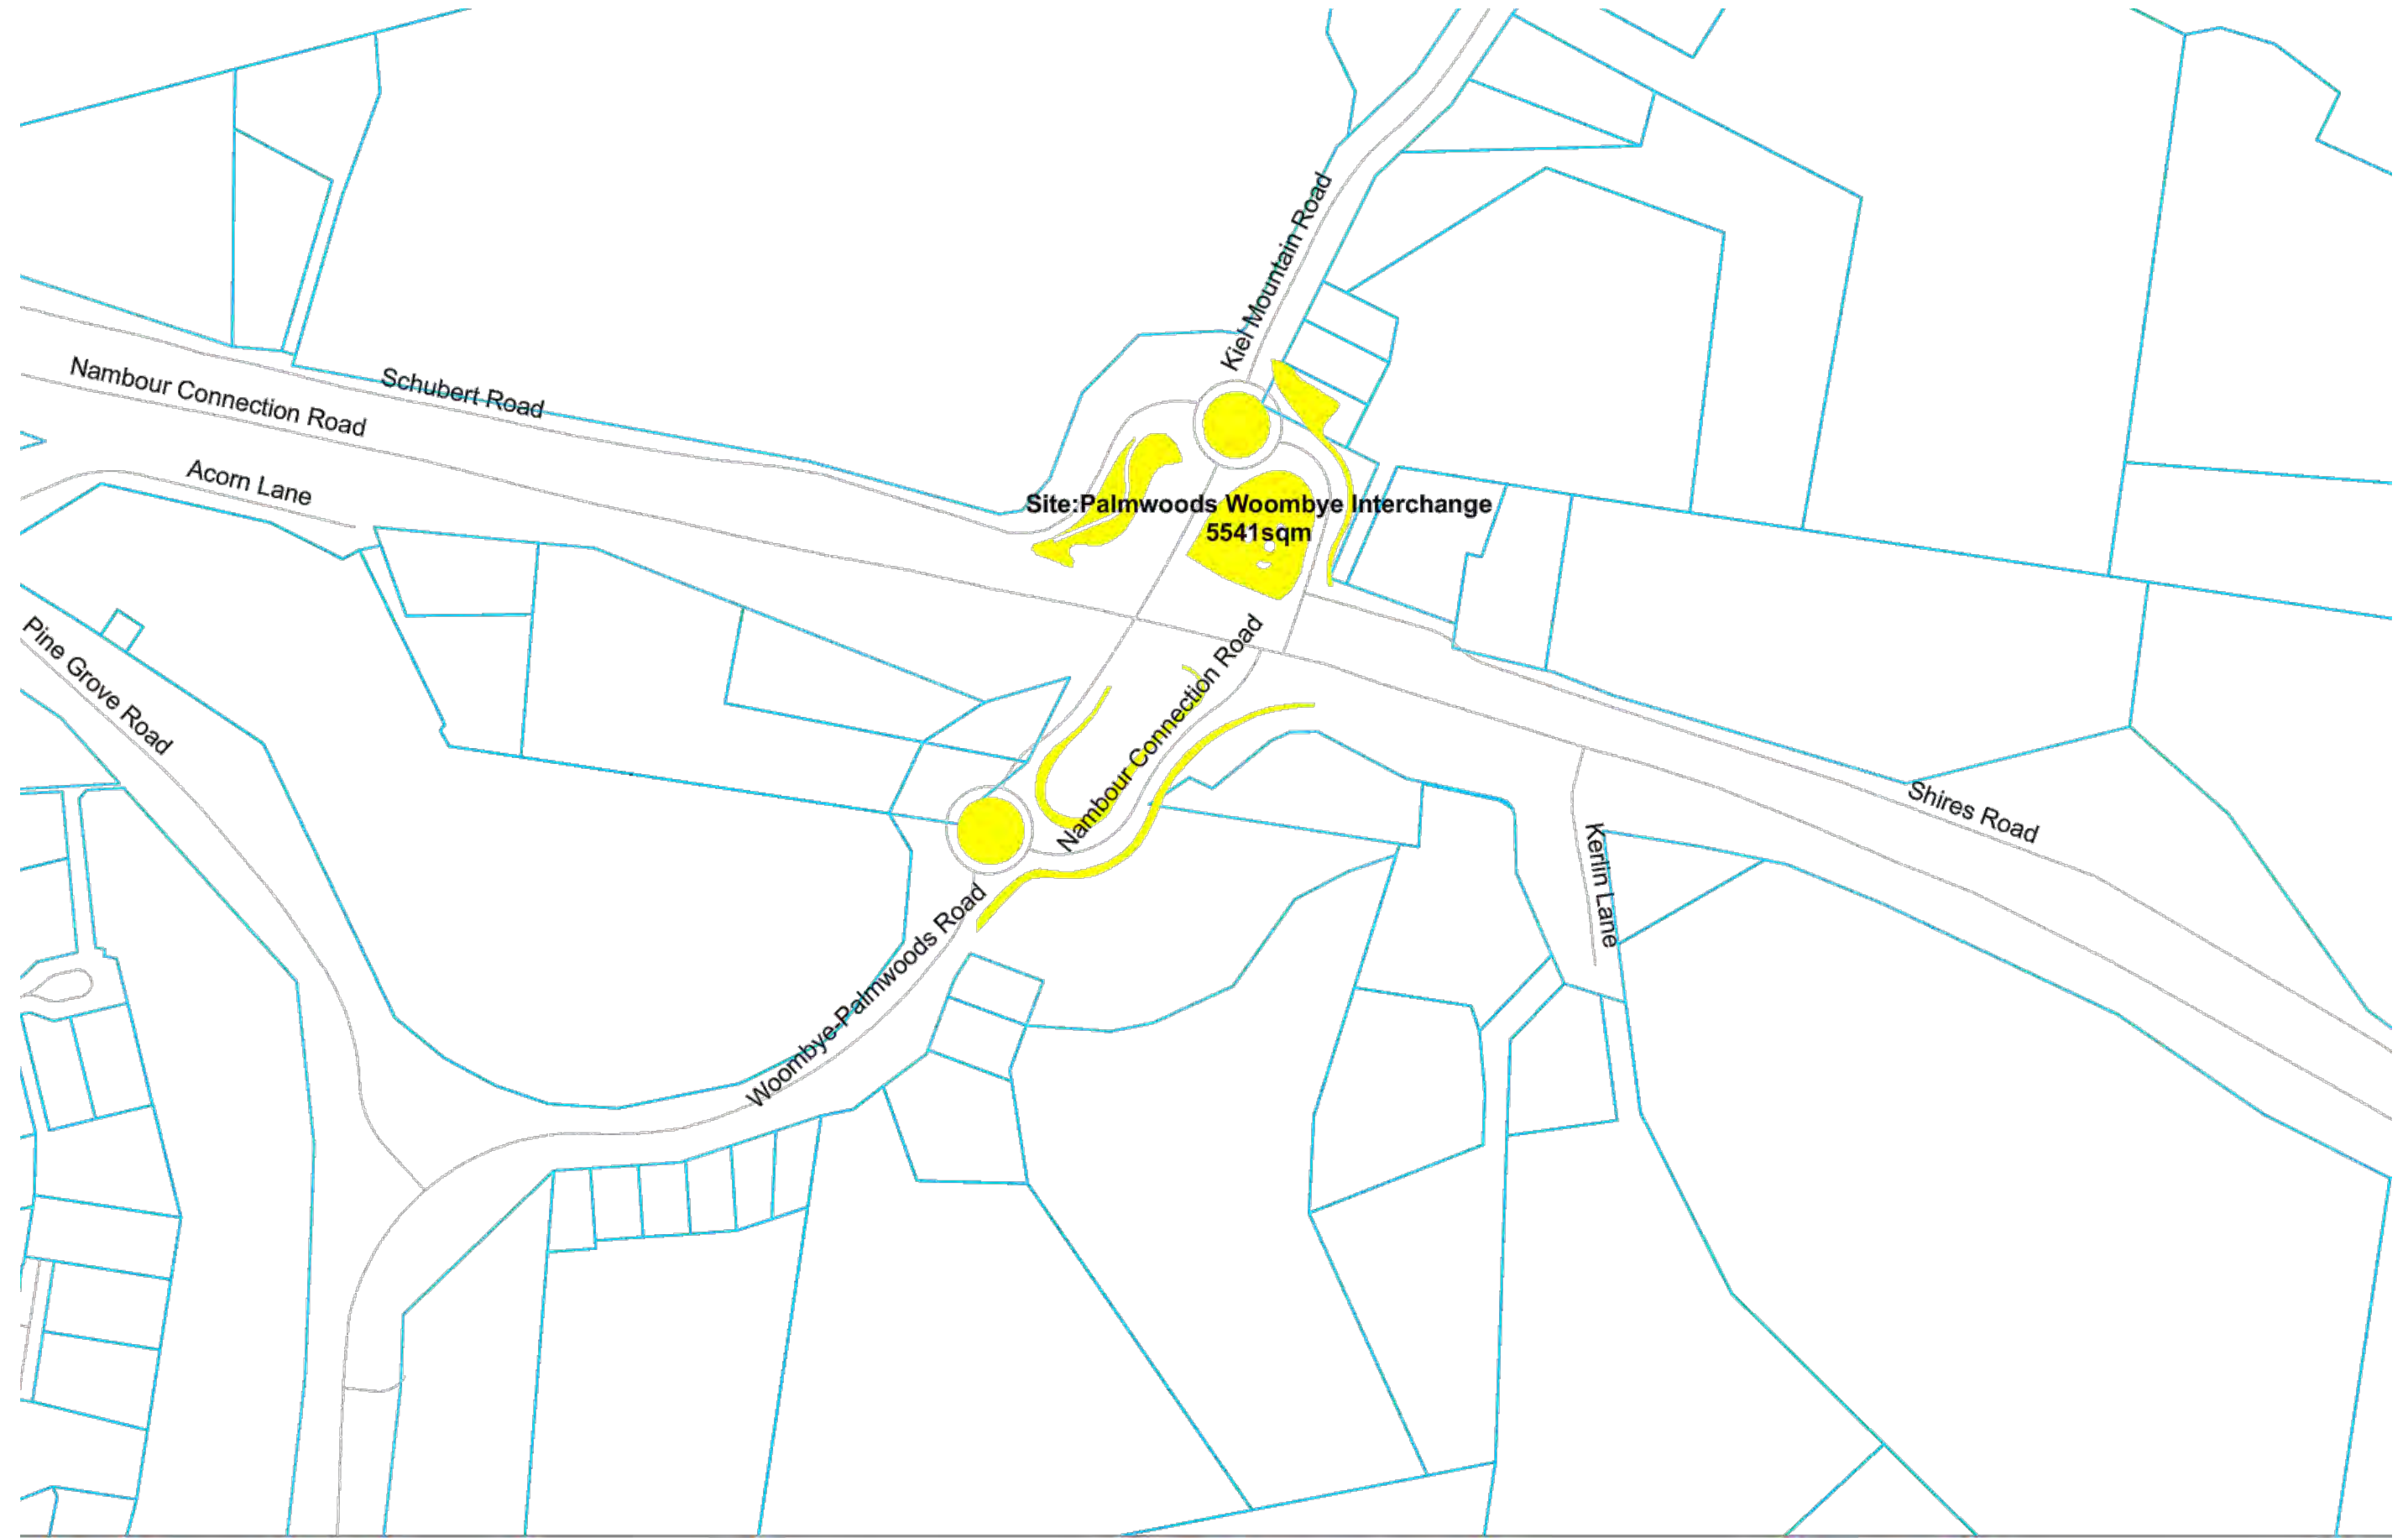 Kiel Mountain Road
Schubert Road
Nambour Connection Road
Acorn Lane
Site:Palmwoods Woombye Interchange
5541sqm
Pine Grove Road
Nambour Connection Road
Shires Road
Kerlin Lane
Woombye-Palmwoods Road